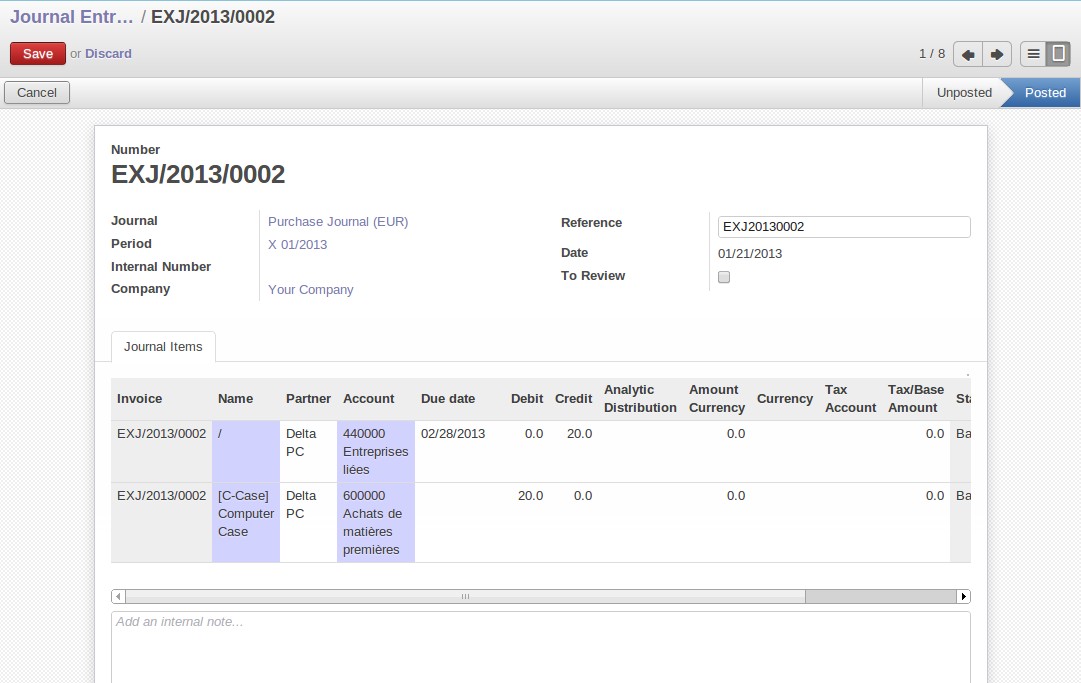 Journal Entr... / EXJ/2013/0002
Save or Discard
1 / 8
Cancel
Unposted Posted
Number
EXJ/2013/0002
Journal Purchase Journal (EUR)
Period X 01/2013
Internal Number
Company Your Company
Reference EXJ20130002
Date 01/21/2013
To Review
Journal Items
Invoice Name Partner Account Due date Debit Credit Analytic Distribution Amount Currency Currency Tax Account Tax/Base Amount Sta
EXJ/2013/0002 / Delta PC 440000 Entreprises liées 02/28/2013 0.0 20.0 0.0 0.0 Ba
EXJ/2013/0002 [C-Case] Computer Case Delta PC 600000 Achats de matières premières 20.0 0.0 0.0 0.0 Ba
Add an internal note...